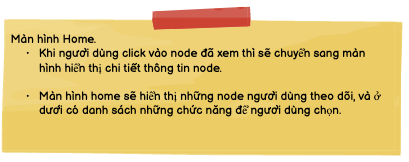 Màn hình Home.
• Khi người dùng click vào node đã xem thì sẽ chuyển sang màn
hình hiển thị chi tiết thông tin node.
• Màn hình home sẽ hiển thị những node người dùng theo dõi, và ở
dưới có danh sách những chức năng để người dùng chọn.